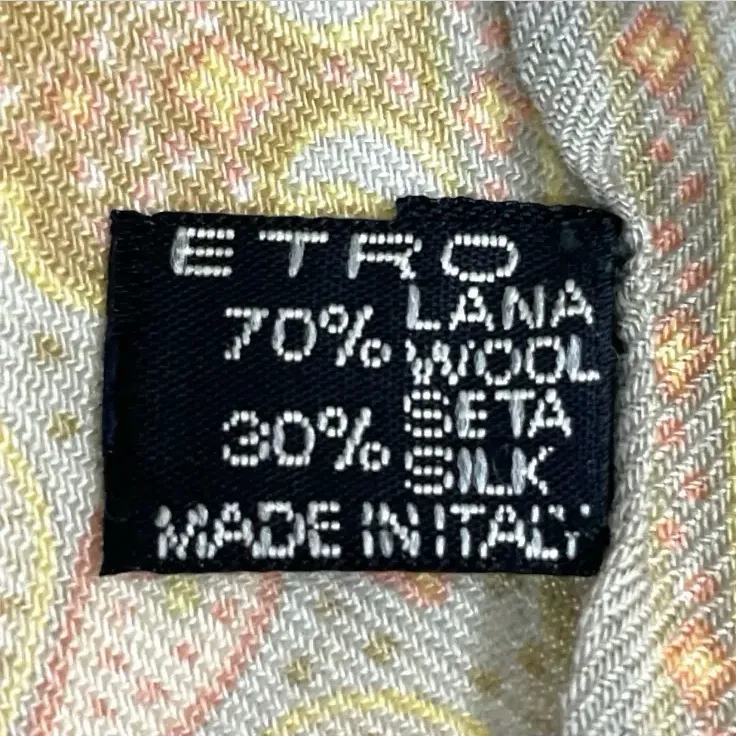 ETRO
70% LANA
WOOL
30% SETA
SILK
MADE IN ITALY